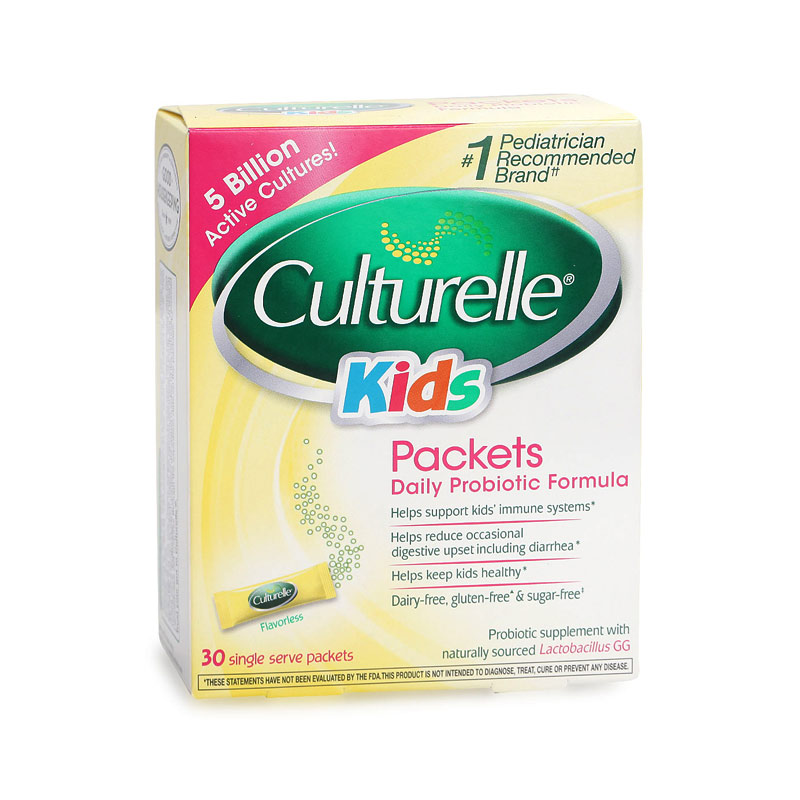 Culturelle
Kids
Packets
5 Billion
Active Cultures!
#1 Pediatrician
Recommended
Brand††
Culturelle®
Kids
Packets
Daily Probiotic Formula
Helps support kids' immune systems*
Helps reduce occasional
digestive upset including diarrhea*
Helps keep kids healthy*
Dairy-free, gluten-free▲ & sugar-free‡
Culturelle
Flavorless
30 single serve packets
Probiotic supplement with
naturally sourced Lactobacillus GG
*THESE STATEMENTS HAVE NOT BEEN EVALUATED BY THE FDA.THIS PRODUCT IS NOT INTENDED TO DIAGNOSE, TREAT, CURE OR PREVENT ANY DISEASE.